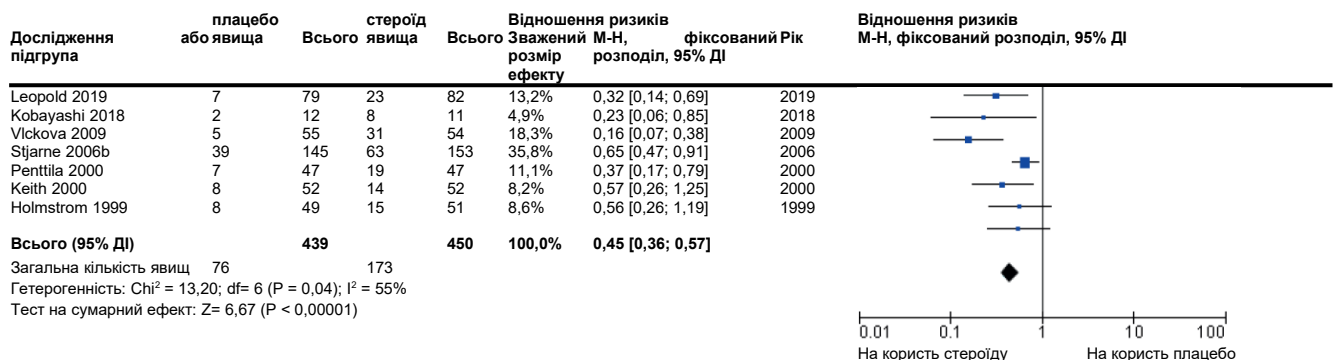 плацебо стероїд Відношення ризиків Відношення ризиків
Дослідження або явища Всього явища Всього Зважений М-Н, фіксований Рік М-Н, фіксований розподіл, 95% ДІ
підгрупа розмір розподіл, 95% ДІ
ефекту
Leopold 2019 7 79 23 82 13,2% 0,32 [0,14; 0,69] 2019
Kobayashi 2018 2 12 8 11 4,9% 0,23 [0,06; 0,85] 2018
Vlckova 2009 5 55 31 54 18,3% 0,16 [0,07; 0,38] 2009
Stjarne 2006b 39 145 63 153 35,8% 0,65 [0,47; 0,91] 2006
Penttila 2000 7 47 19 47 11,1% 0,37 [0,17; 0,79] 2000
Keith 2000 8 52 14 52 8,2% 0,57 [0,26; 1,25] 2000
Holmstrom 1999 8 49 15 51 8,6% 0,56 [0,26; 1,19] 1999
Всього (95% ДІ) 439 450 100,0% 0,45 [0,36; 0,57]
Загальна кількість явищ 76 173
Гетерогенність: Chi² = 13,20; df= 6 (P = 0,04); I² = 55%
Тест на сумарний ефект: Z= 6,67 (P < 0,00001)
0.01 0.1 1 10 100
На користь стероїду На користь плацебо